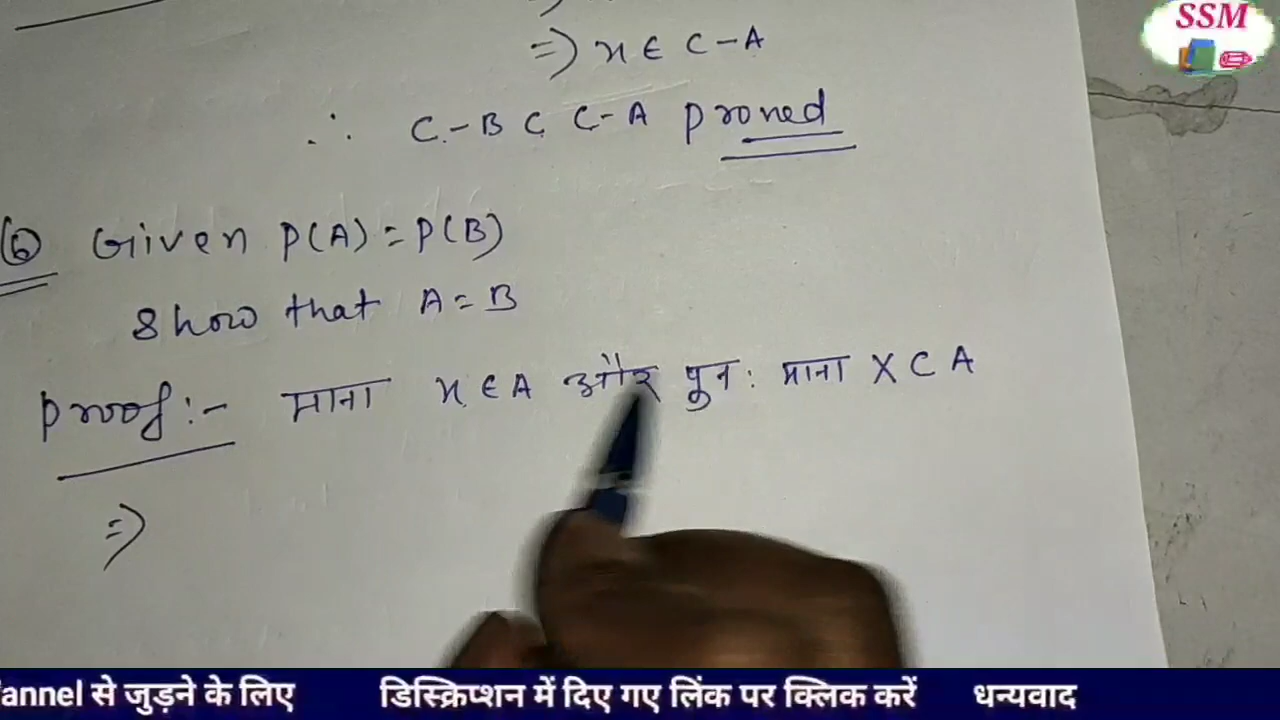 SSM
=) x ∈ C-A
∴ C-B ⊂ C-A proved
⑥ Given P(A) = P(B)
Show that A = B
Proof :- माना x ∈ A और पुन: माना X ⊂ A
=)
annel से जुड़ने के लिए डिस्क्रिप्शन में दिए गए लिंक पर क्लिक करें धन्यवाद